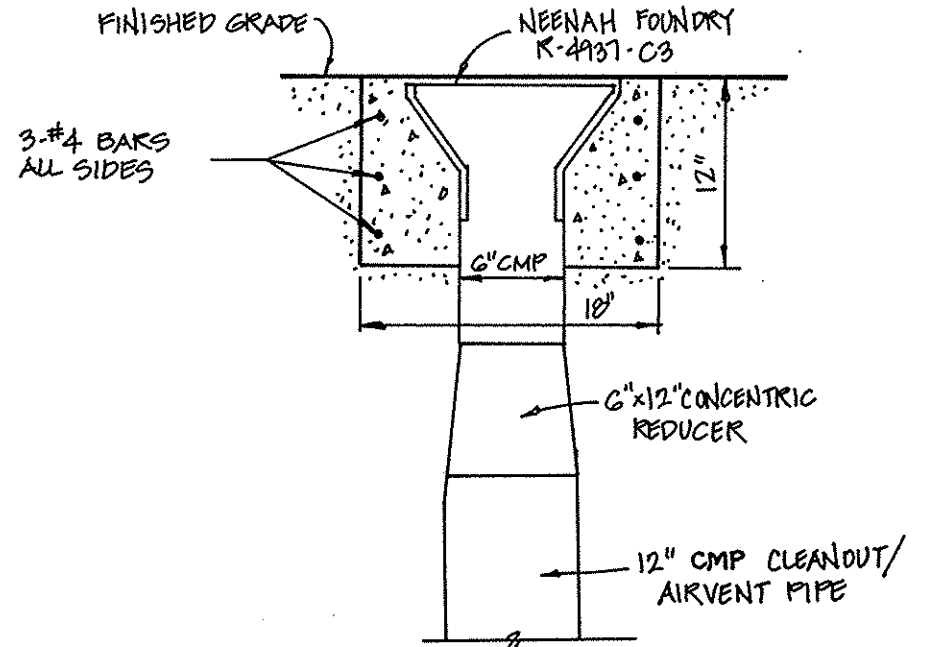 FINISHED GRADE
NEENAH FOUNDRY
R-4937-C3
3-#4 BARS
ALL SIDES
12"
6" CMP
18"
6"x12" CONCENTRIC
REDUCER
12" CMP CLEANOUT/
AIRVENT PIPE